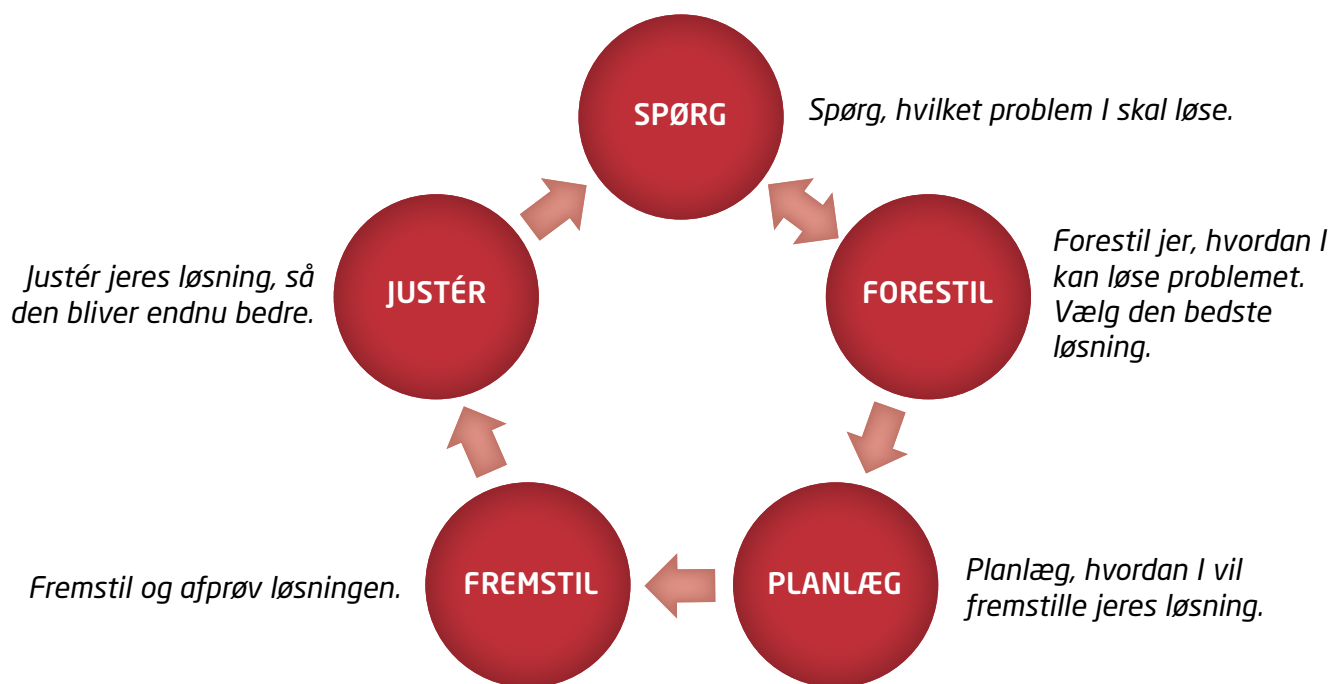 SPØRG
Spørg, hvilket problem I skal løse.
FORESTIL
Forestil jer, hvordan I
kan løse problemet.
Vælg den bedste
løsning.
PLANLÆG
Planlæg, hvordan I vil
fremstille jeres løsning.
FREMSTIL
Fremstil og afprøv løsningen.
JUSTÉR
Justér jeres løsning, så
den bliver endnu bedre.